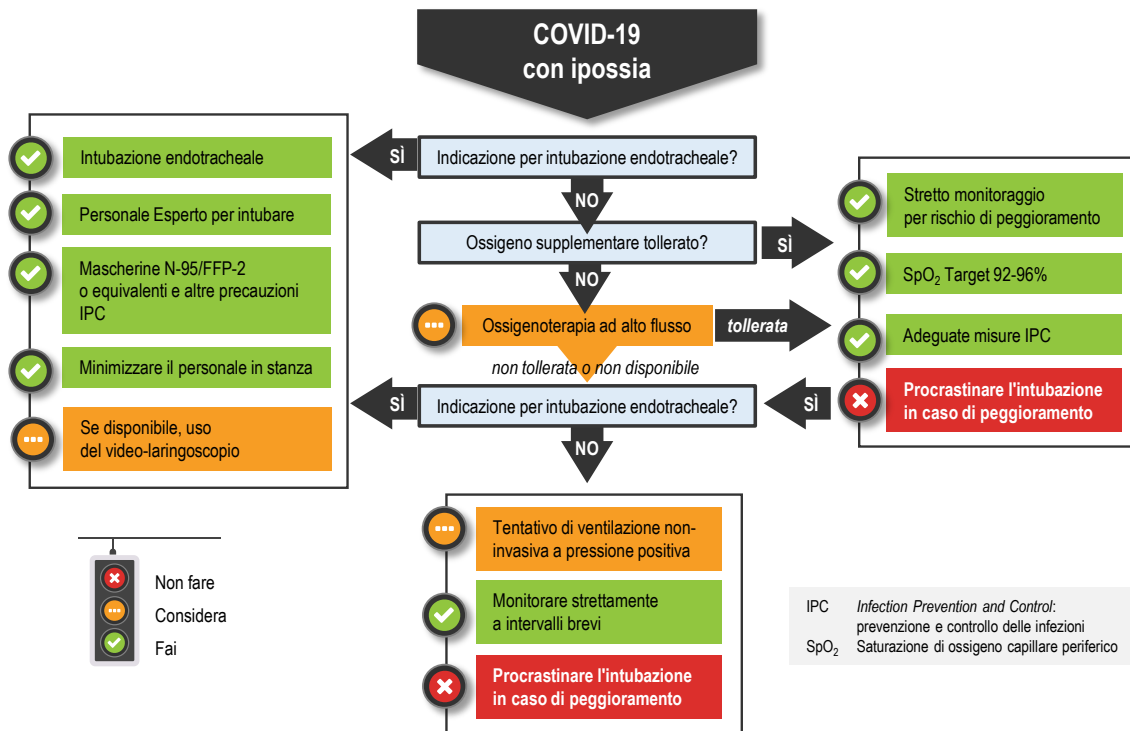 COVID-19
con ipossia
Indicazione per intubazione endotracheale?
SÌ
Intubazione endotracheale
Personale Esperto per intubare
Mascherine N-95/FFP-2
o equivalenti e altre precauzioni
IPC
Minimizzare il personale in stanza
Se disponibile, uso
del video-laringoscopio
NO
Ossigeno supplementare tollerato?
SÌ
Stretto monitoraggio
per rischio di peggioramento
SpO₂ Target 92-96%
Adeguate misure IPC
Procrastinare l'intubazione
in caso di peggioramento
NO
Ossigenoterapia ad alto flusso
tollerata
non tollerata o non disponibile
SÌ
Indicazione per intubazione endotracheale?
SÌ
NO
Tentativo di ventilazione non-
invasiva a pressione positiva
Monitorare strettamente
a intervalli brevi
Procrastinare l'intubazione
in caso di peggioramento
Non fare
Considera
Fai
IPC Infection Prevention and Control:
prevenzione e controllo delle infezioni
SpO₂ Saturazione di ossigeno capillare periferico